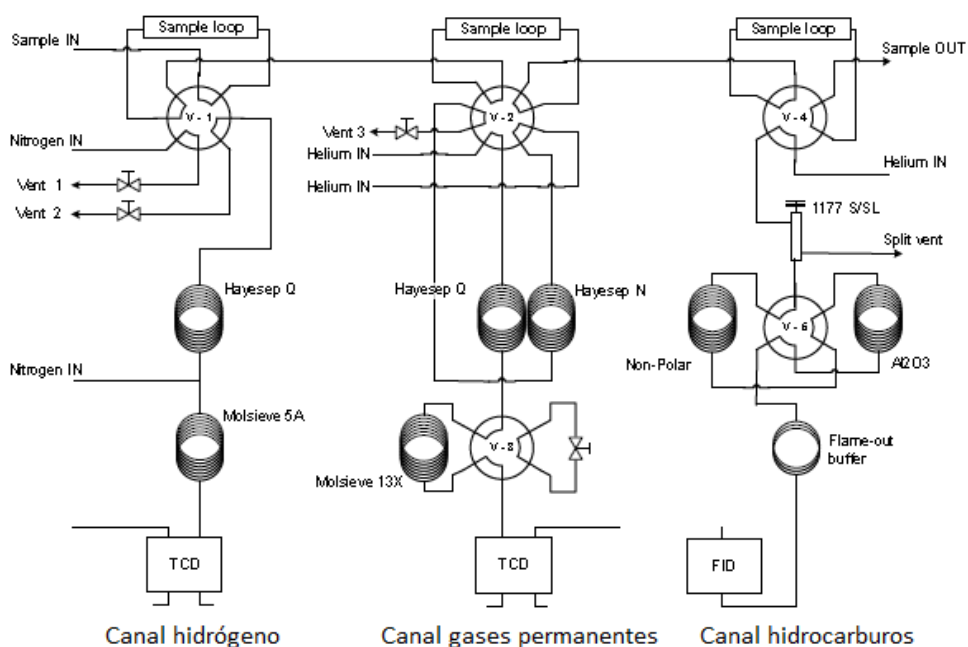 Sample loop
Sample loop
Sample loop
Sample IN
Sample OUT
V - 1
V - 2
V - 4
Nitrogen IN
Vent 3
Helium IN
Helium IN
Helium IN
Vent 1
Vent 2
1177 S/SL
Split vent
Hayesep Q
Hayesep Q
Hayesep N
V - 6
Non-Polar
Al2O3
Nitrogen IN
Molsieve 5A
V - 3
Molsieve 13X
Flame-out
buffer
TCD
TCD
FID
Canal hidrógeno
Canal gases permanentes
Canal hidrocarburos